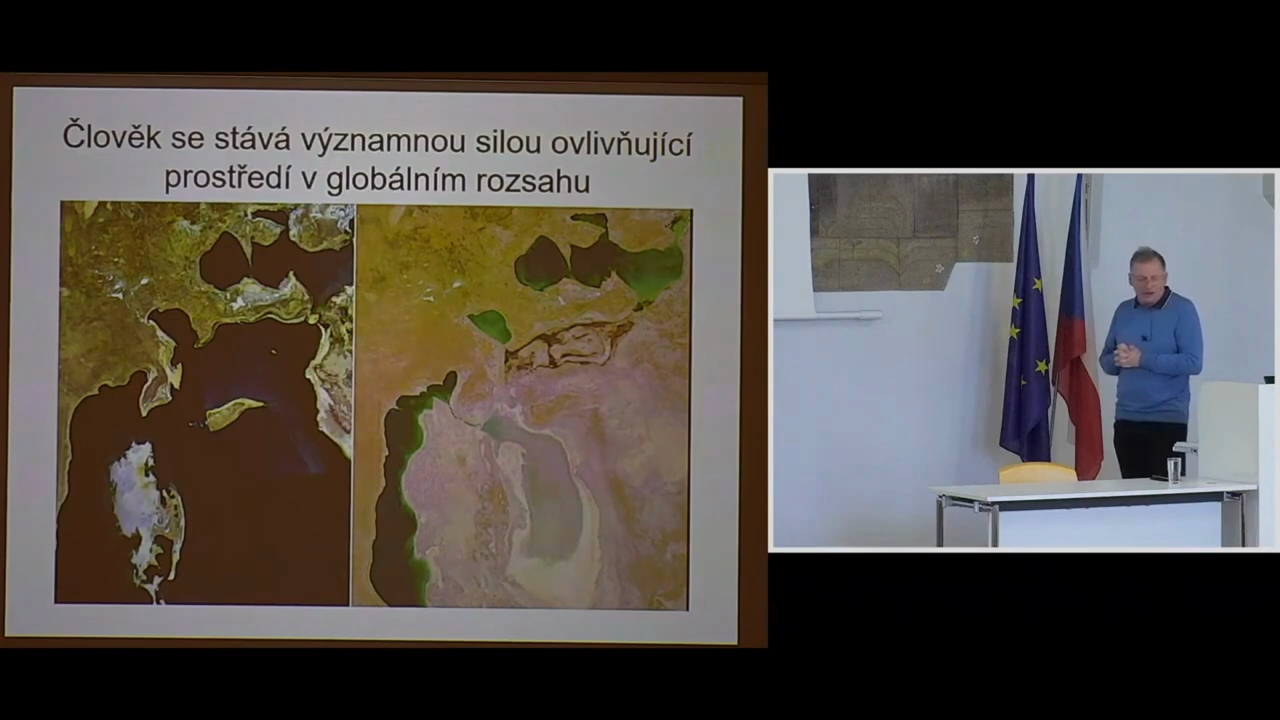 Člověk se stává významnou silou ovlivňující
prostředí v globálním rozsahu